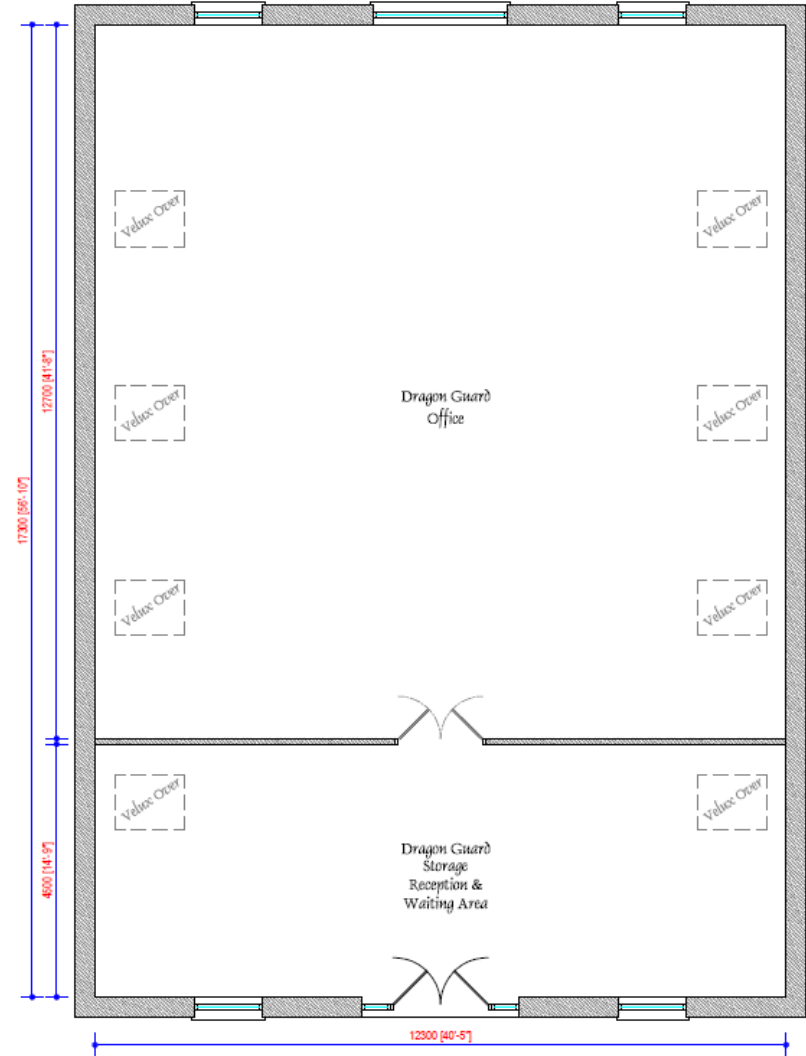 Velux Over
Velux Over
12700 [41'-8"]
Velux Over
Velux Over
Dragon Guard
Office
17300 [56'-10"]
Velux Over
Velux Over
Velux Over
Velux Over
4500 [14'-9"]
Dragon Guard
Storage
Reception &
Waiting Area
12300 [40'-5"]